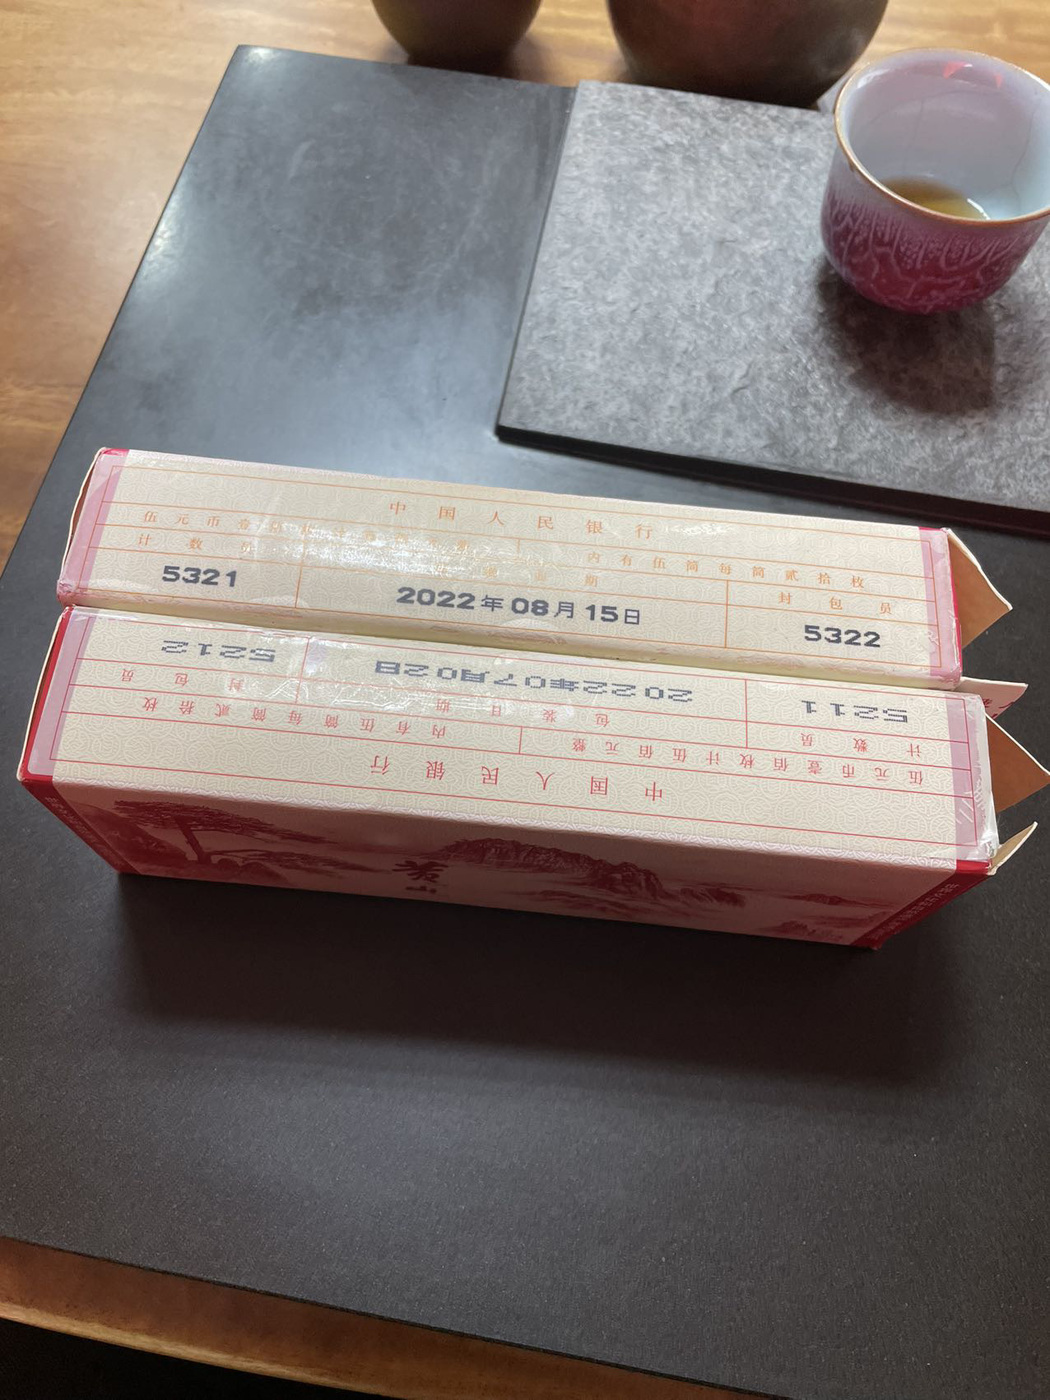 中国人民银行
伍元币壹 内有伍筒每筒贰拾枚
计数员 期 封包员
5321 2022年08月15日 5322
中国人民银行
伍元币壹佰枚计伍佰元整 内有伍筒每筒贰拾枚
计数员 包装日期 封包员
5211 2022年07月02日 5212
泰山